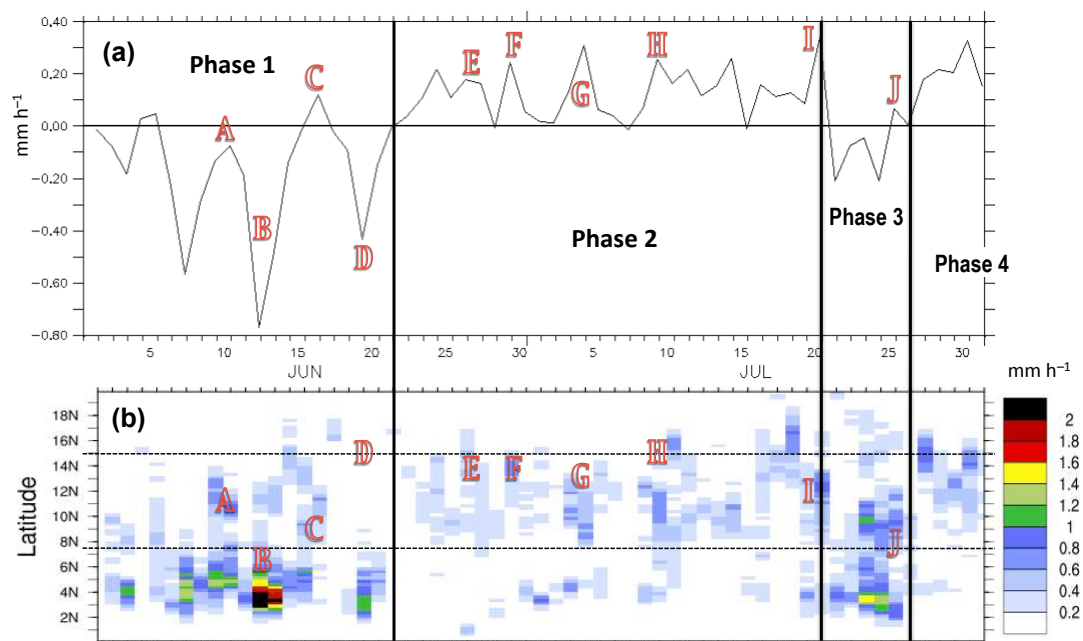 (a)
Phase 1
Phase 2
Phase 3
Phase 4
A
B
C
D
E
F
G
H
I
J
mm h⁻¹
0.40
0.20
0.00
−0.20
−0.40
−0.60
−0.80
5 10 15 20 25 30 5 10 15 20 25 30
JUN JUL
(b)
A
B
C
D
E
F
G
H
I
J
Latitude
18N
16N
14N
12N
10N
8N
6N
4N
2N
mm h⁻¹
2
1.8
1.6
1.4
1.2
1
0.8
0.6
0.4
0.2